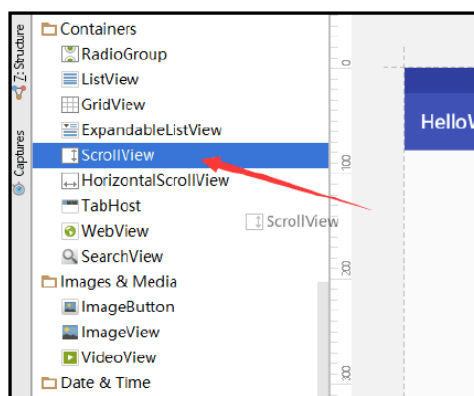 Z: Structure
Captures
Containers
RadioGroup
ListView
GridView
ExpandableListView
ScrollView
HorizontalScrollView
TabHost
WebView
SearchView
Images & Media
ImageButton
ImageView
VideoView
Date & Time
ScrollView
0
100
200
300
HelloW